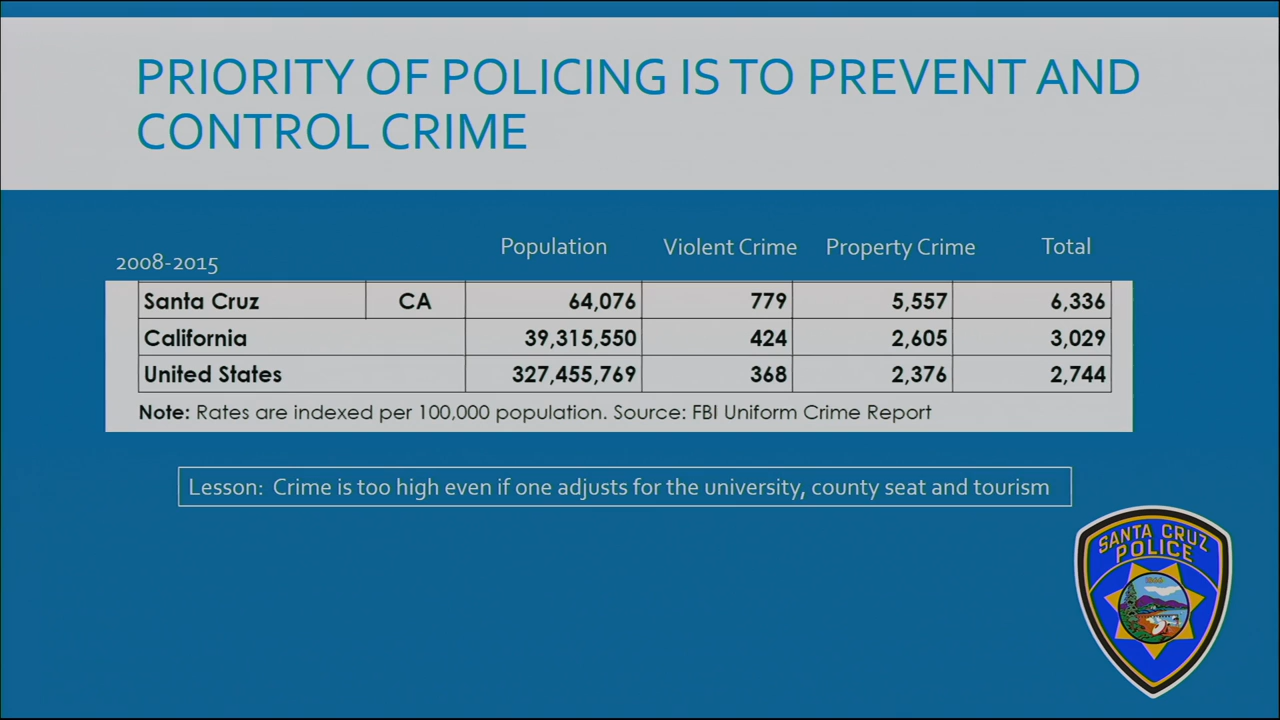 PRIORITY OF POLICING IS TO PREVENT AND
CONTROL CRIME
2008-2015 Population Violent Crime Property Crime Total
Santa Cruz CA 64,076 779 5,557 6,336
California 39,315,550 424 2,605 3,029
United States 327,455,769 368 2,376 2,744
Note: Rates are indexed per 100,000 population. Source: FBI Uniform Crime Report
Lesson: Crime is too high even if one adjusts for the university, county seat and tourism
SANTA CRUZ
POLICE